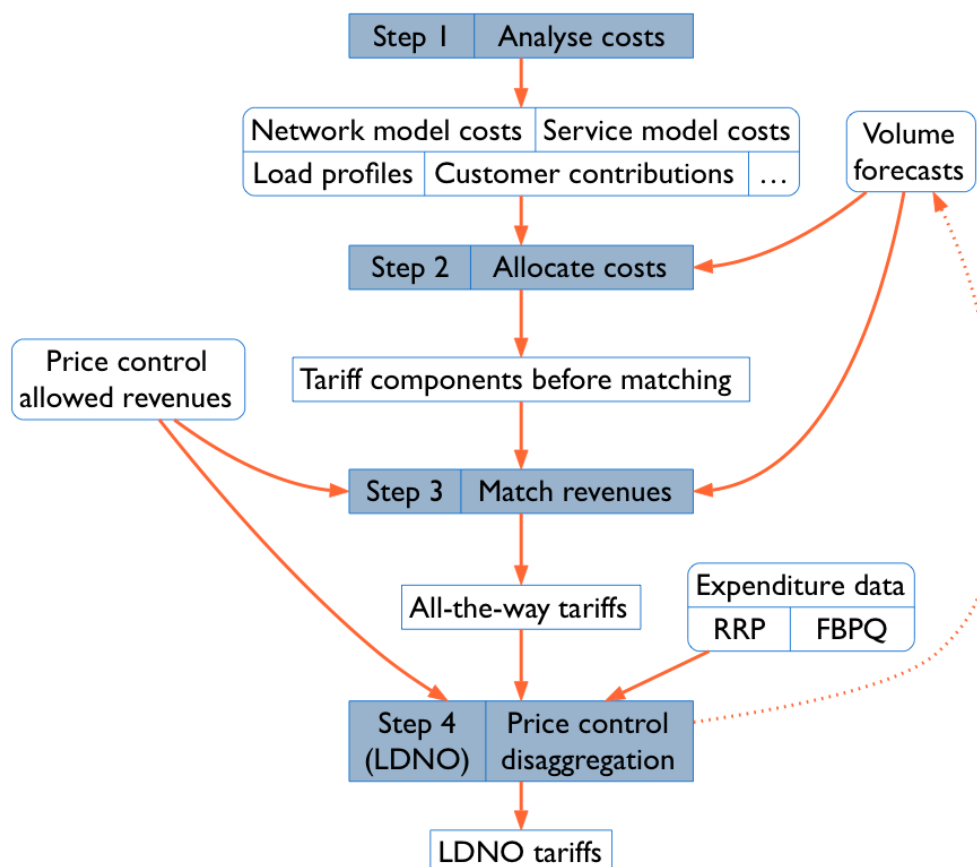 Step 1 Analyse costs
Network model costs Service model costs
Load profiles Customer contributions ...
Volume
forecasts
Step 2 Allocate costs
Price control
allowed revenues
Tariff components before matching
Step 3 Match revenues
All-the-way tariffs
Expenditure data
RRP FBPQ
Step 4
(LDNO)
Price control
disaggregation
LDNO tariffs